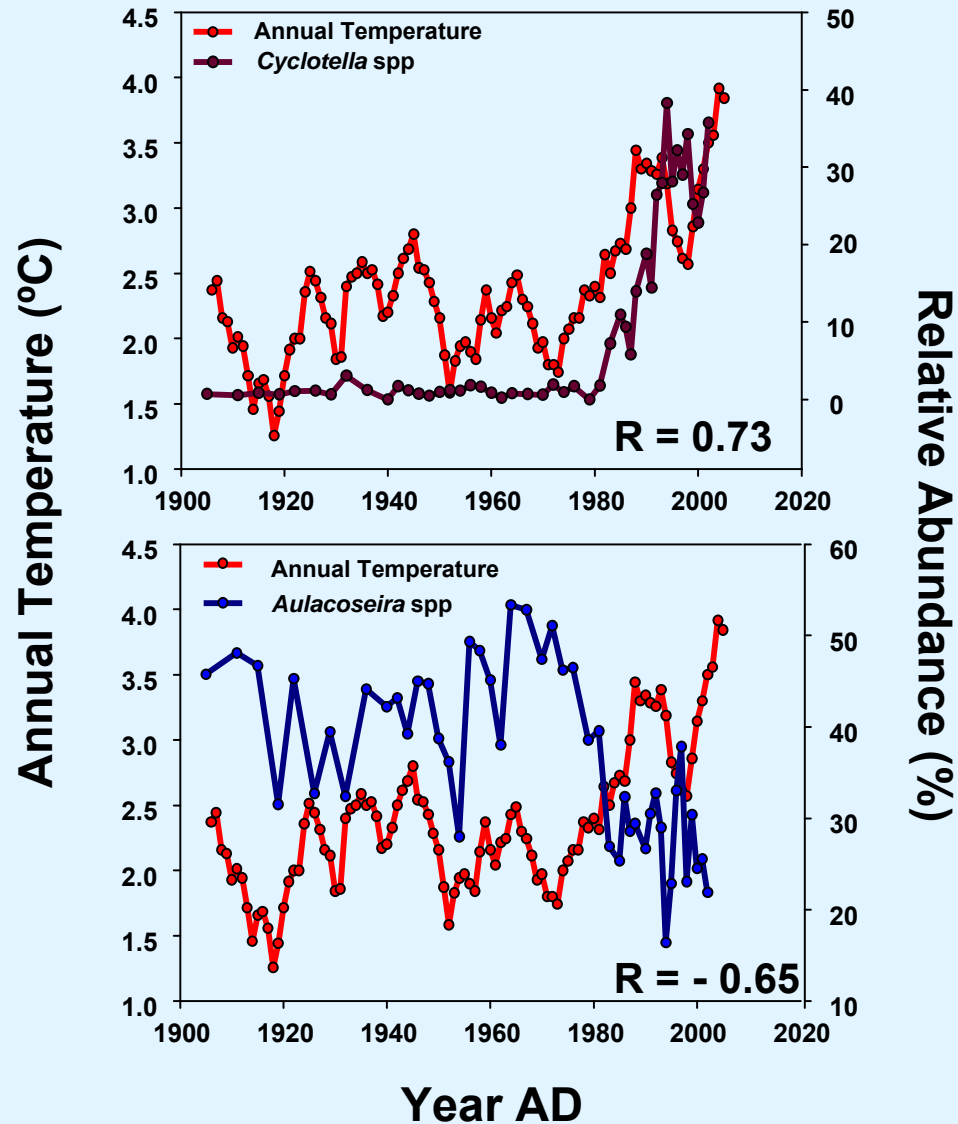 Annual Temperature (ºC)
4.5
4.0
3.5
3.0
2.5
2.0
1.5
1.0
Annual Temperature
Cyclotella spp
R = 0.73
50
40
30
20
10
0
1900 1920 1940 1960 1980 2000 2020
4.5
4.0
3.5
3.0
2.5
2.0
1.5
1.0
Annual Temperature
Aulacoseira spp
R = - 0.65
60
50
40
30
20
10
1900 1920 1940 1960 1980 2000 2020
Relative Abundance (%)
Year AD